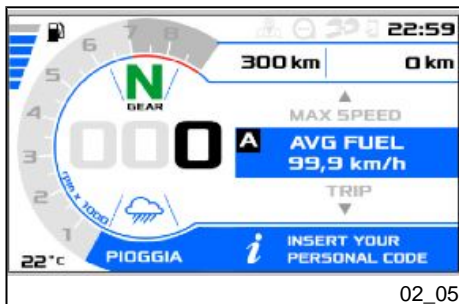 22:59
8
7
6
5
4
3
2
1
rpm x 1000
N
GEAR
000
300 km
0 km
MAX SPEED
A
AVG FUEL
99,9 km/h
TRIP
22°C
PIOGGIA
i
INSERT YOUR
PERSONAL CODE
02_05